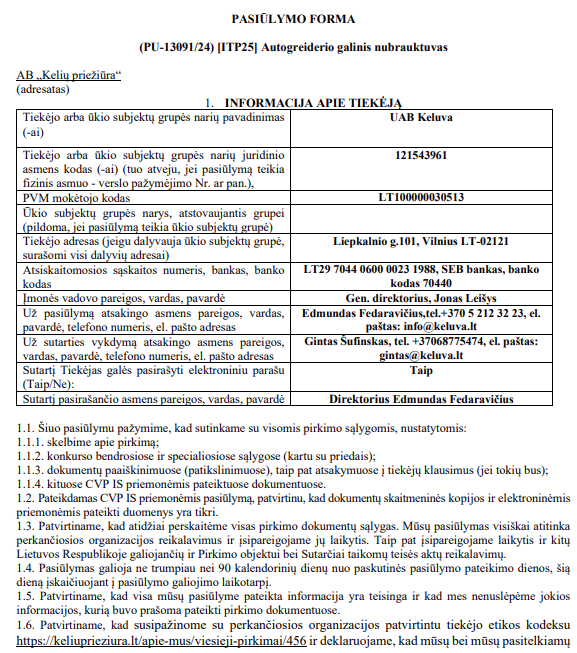 PASIŪLYMO FORMA
(PU-13091/24) [ITP25] Autogreiderio galinis nubrauktuvas
AB „Kelių priežiūra“
(adresatas)
1. INFORMACIJA APIE TIEKĖJĄ
Tiekėjo arba ūkio subjektų grupės narių pavadinimas
(-ai)
UAB Keluva
Tiekėjo arba ūkio subjektų grupės narių juridinio
asmens kodas (-ai) (tuo atveju, jei pasiūlymą teikia
fizinis asmuo - verslo pažymėjimo Nr. ar pan.),
121543961
PVM mokėtojo kodas
LT100000030513
Ūkio subjektų grupės narys, atstovaujantis grupei
(pildoma, jei pasiūlymą teikia ūkio subjektų grupė)
Tiekėjo adresas (jeigu dalyvauja ūkio subjektų grupė,
surašomi visi dalyvių adresai)
Liepkalnio g.101, Vilnius LT-02121
Atsiskaitomosios sąskaitos numeris, bankas, banko
kodas
LT29 7044 0600 0023 1988, SEB bankas, banko
kodas 70440
Įmonės vadovo pareigos, vardas, pavardė
Gen. direktorius, Jonas Leišys
Už pasiūlymą atsakingo asmens pareigos, vardas,
pavardė, telefono numeris, el. pašto adresas
Edmundas Fedaravičius,tel.+370 5 212 32 23, el.
paštas: info@keluva.lt
Už sutarties vykdymą atsakingo asmens pareigos,
vardas, pavardė, telefono numeris, el. pašto adresas
Gintas Šufinskas, tel. +37068775474, el. paštas:
gintas@keluva.lt
Sutartį Tiekėjas galės pasirašyti elektroniniu parašu
(Taip/Ne):
Taip
Sutartį pasirašančio asmens pareigos, vardas, pavardė
Direktorius Edmundas Fedaravičius
1.1. Šiuo pasiūlymu pažymime, kad sutinkame su visomis pirkimo sąlygomis, nustatytomis:
1.1.1. skelbime apie pirkimą;
1.1.2. konkurso bendrosiose ir specialiosiose sąlygose (kartu su priedais);
1.1.3. dokumentų paaiškinimuose (patikslinimuose), taip pat atsakymuose į tiekėjų klausimus (jei tokių bus);
1.1.4. kituose CVP IS priemonėmis pateiktuose dokumentuose.
1.2. Pateikdamas CVP IS priemonėmis pasiūlymą, patvirtinu, kad dokumentų skaitmeninės kopijos ir elektroninėmis
priemonėmis pateikti duomenys yra tikri.
1.3. Patvirtiname, kad atidžiai perskaitėme visas pirkimo dokumentų sąlygas. Mūsų pasiūlymas visiškai atitinka
perkančiosios organizacijos reikalavimus ir įsipareigojame jų laikytis. Taip pat įsipareigojame laikytis ir kitų
Lietuvos Respublikoje galiojančių ir Pirkimo objektui bei Sutarčiai taikomų teisės aktų reikalavimų.
1.4. Pasiūlymas galioja ne trumpiau nei 90 kalendorinių dienų nuo paskutinės pasiūlymo pateikimo dienos, šią
dieną įskaičiuojant į pasiūlymo galiojimo laikotarpį.
1.5. Patvirtiname, kad visa mūsų pasiūlyme pateikta informacija yra teisinga ir kad mes nenuslėpėme jokios
informacijos, kurią buvo prašoma pateikti pirkimo dokumentuose.
1.6. Patvirtiname, kad susipažinome su perkančiosios organizacijos patvirtintu tiekėjo etikos kodeksu
https://keliuprieziura.lt/apie-mus/viesieji-pirkimai/456 ir deklaruojame, kad mūsų bei mūsų pasitelkiamų